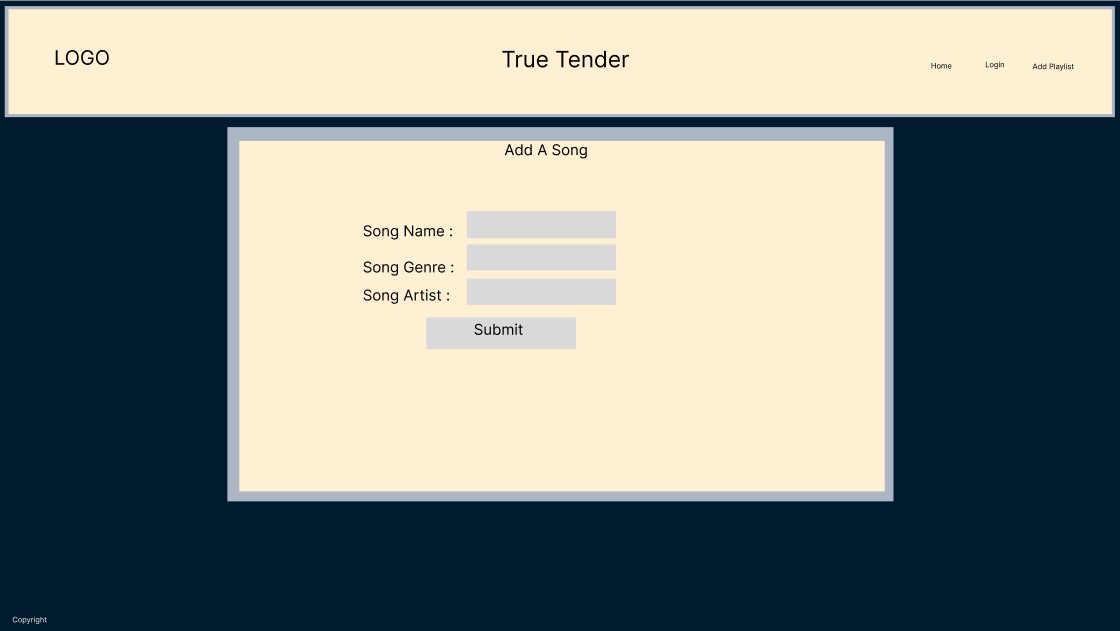 LOGO
True Tender
Home
Login
Add Playlist
Add A Song
Song Name :
Song Genre :
Song Artist :
Submit
Copyright